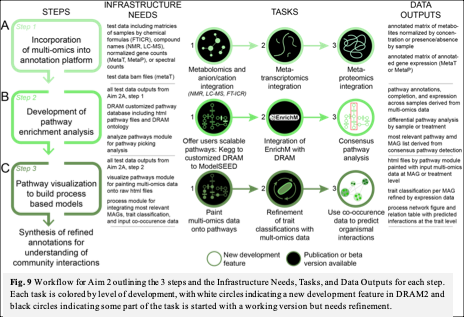 STEPS
INFRASTRUCTURE
NEEDS
TASKS
DATA
OUTPUTS
A
Step 1
Incorporation
of multi-omics into
annotation platform
test data including matricies
of samples by chemical
formulas (FTICR), compound
names (NMR, LC-MS),
normalized gene counts
(MetaT, MetaP), or spectral
counts
test data bam files (metaT)
1
2
3
Metabolomics and
anion/cation integration
(NMR, LC-MS, FT-ICR)
Meta-
transcriptomics
integration
Meta-
proteomics
integration
annotated matrix of metab-
olites normalized by concen-
tration or presence/absence
by sample
annotated matrix of annotat-
ed gene expression (MetaT
or MetaP)
B
Step 2
Development of
pathway
enrichment analysis
all test data outputs from
Aim 2A, step 1
DRAM customized pathway
database including html
pathway files and DRAM
ontology
analyze pathways module for
pathway picking analysis
1
2
3
EnrichM
Offer users scalable
pathways: Kegg to
customized DRAM
to ModelSEED
Integration of EnrichM
with DRAM
Consensus
pathway
analysis
pathway annotations,
completion, and expression
across samples derived from
multi-omics data
differential pathway analysis
by sample or treatment
most relevant pathway and
MAG list derived from
consensus pathway detection
C
Step 3
Pathway visualization
to build process
based models
Synthesis of refined
annotations for
understanding of
community interactions
all test data outputs from
Aim 2A, step 1
visualize pathways module
for painting multi-omics data
onto raw html files
process module for
integrating most relevant
MAGs, trait classification,
and input co-occurence data
1
2
3
Paint
multi-omics data
onto pathways
Refinement of
trait classifications
with multi-omics data
Use co-occurence
data to predict
organismal
interactions
html files by pathway module
painted with input multi-omics
data at MAG or treatment
level
trait classification per MAG
refined by expression data
process network figure and
relation table with predicted
interactions at the trait level
New development
feature
Publication or beta
version available
Fig. 9 Workflow for Aim 2 outlining the 3 steps and the Infrastructure Needs, Tasks, and Data Outputs for each step.
Each task is colored by level of development, with white circles indicating a new development feature in DRAM2 and
black circles indicating some part of the task is started with a working version but needs refinement.